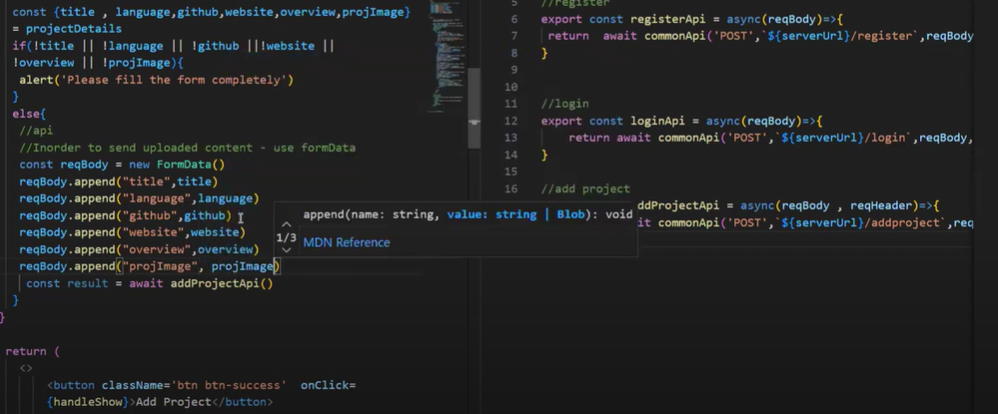 const {title , language,github,website,overview,projImage}
= projectDetails
if(!title || !language || !github ||!website ||
!overview || !projImage){
alert('Please fill the form completely')
}
else{
//api
//Inorder to send uploaded content - use formData
const reqBody = new FormData()
reqBody.append("title",title)
reqBody.append("language",language)
reqBody.append("github",github)
reqBody.append("website",website)
reqBody.append("overview",overview)
reqBody.append("projImage", projImage)
const result = await addProjectApi()
}
}
return (
<>
<button className='btn btn-success' onClick=
{handleShow}>Add Project</button>
append(name: string, value: string | Blob): void
1/3
MDN Reference
5 //register
6 export const registerApi = async(reqBody)=>{
7 return await commonApi('POST',`${serverUrl}/register`,reqBody
8 }
9
10
11 //login
12 export const loginApi = async(reqBody)=>{
13 return await commonApi('POST',`${serverUrl}/login`,reqBody,
14 }
15
16 //add project
ddProjectApi = async(reqBody , reqHeader)=>{
it commonApi('POST',`${serverUrl}/addproject`,req